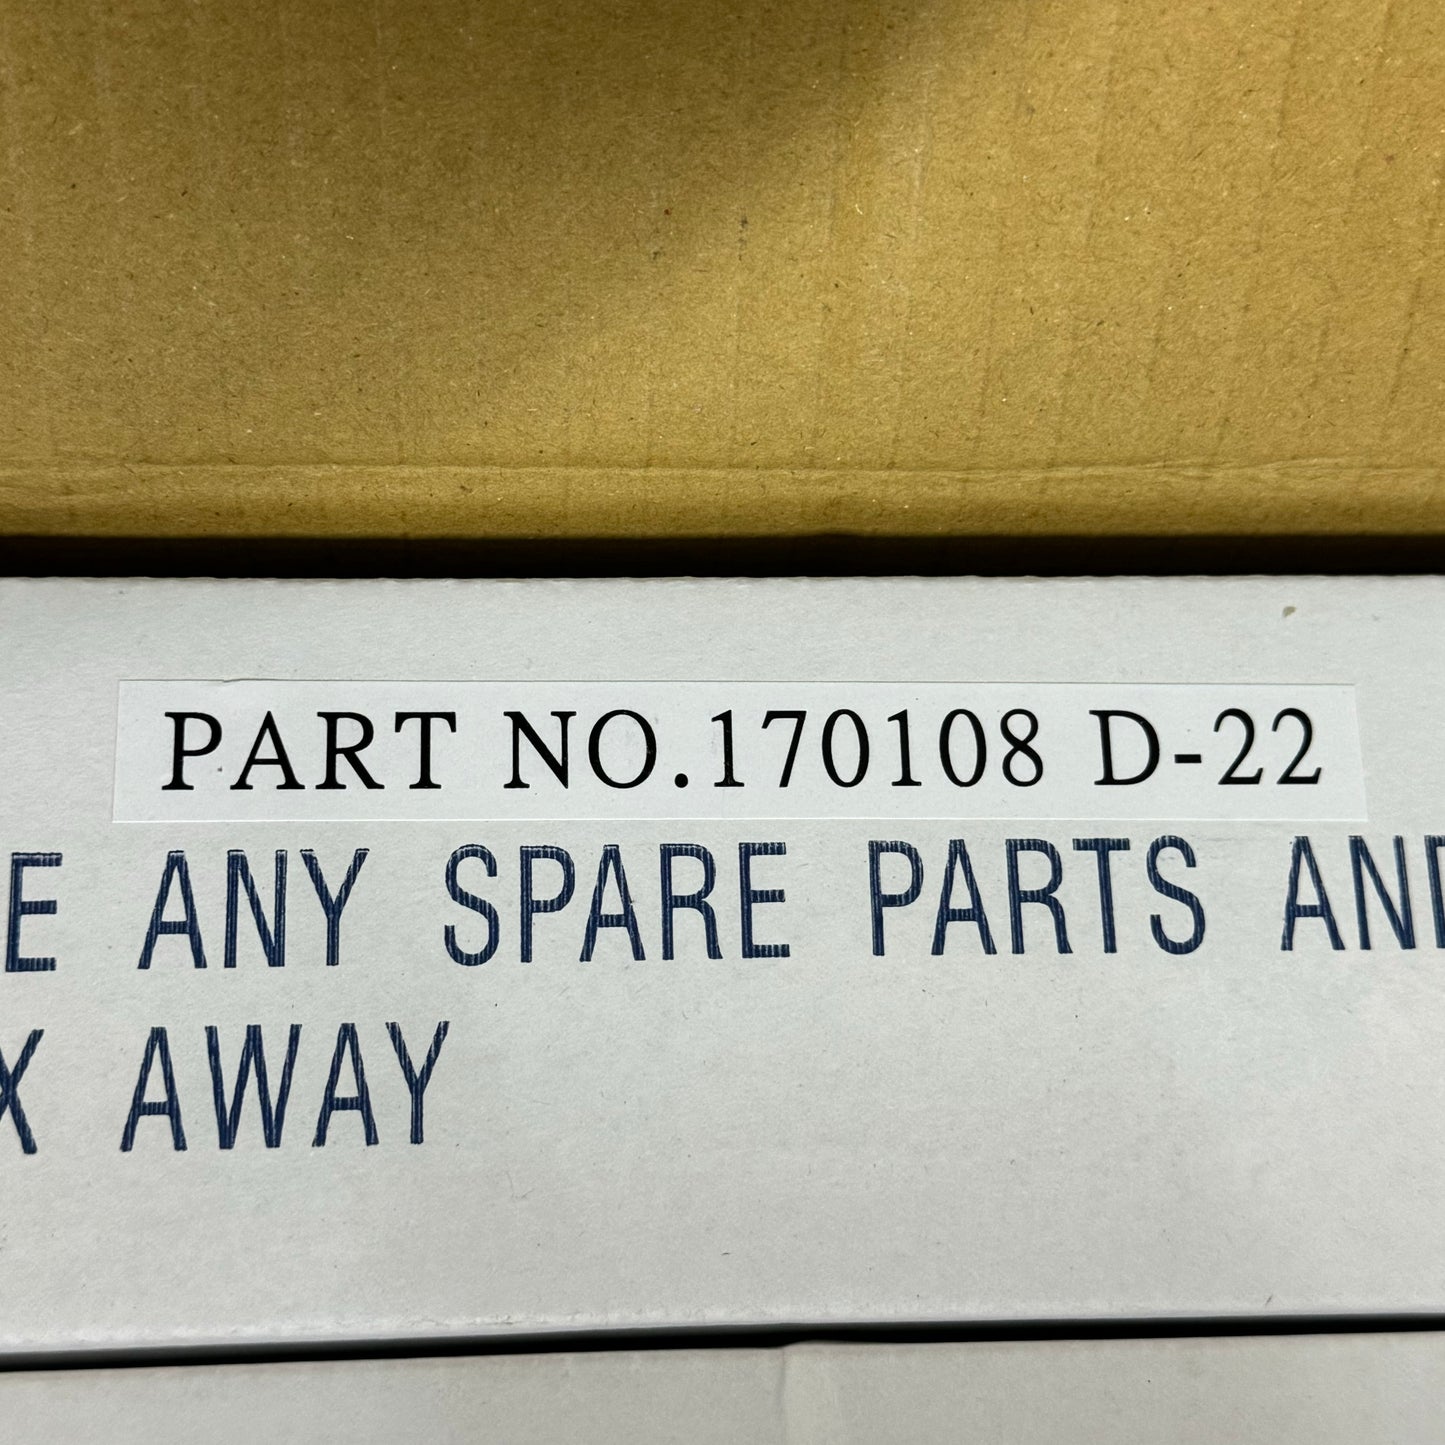 PART NO.170108 D-22
E ANY SPARE PARTS AND
X AWAY